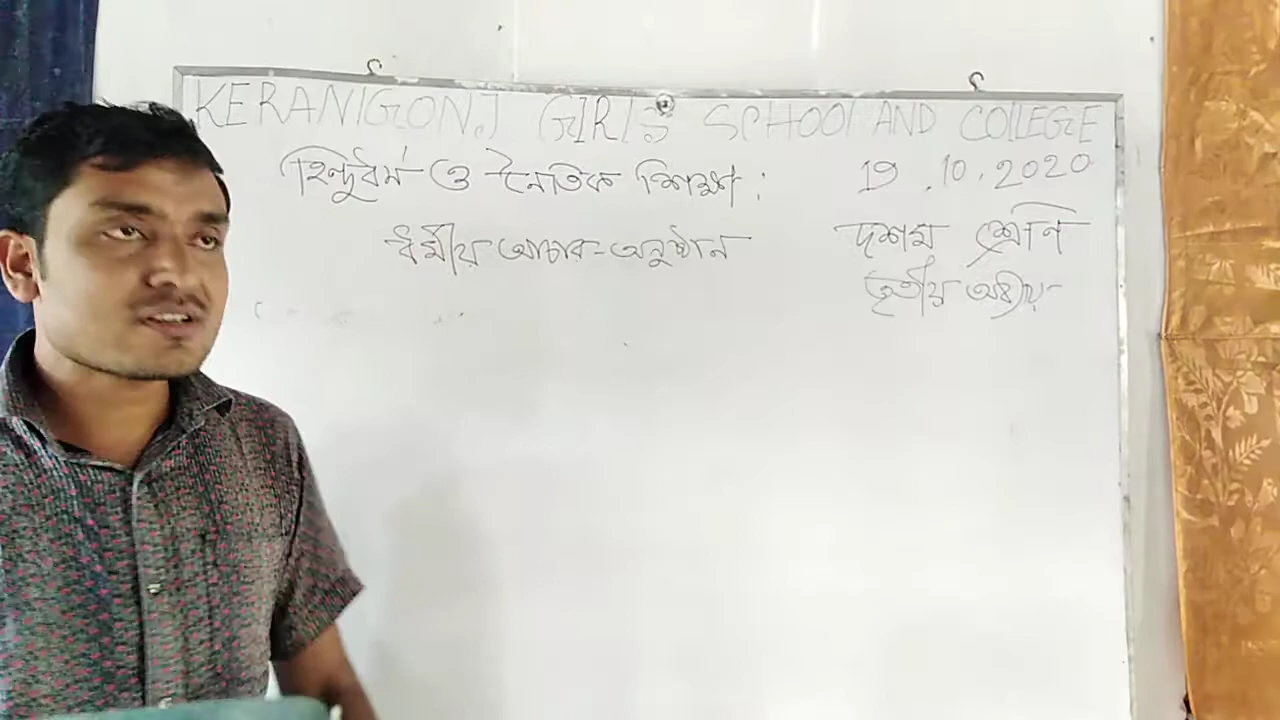 KERANIGONJ GIRLS SCHOOL AND COLLEGE
হিন্দুধর্ম ও নৈতিক শিক্ষা :
19.10.2020
ধর্মীয় আচার-অনুষ্ঠান
দশম শ্রেনি
তৃতীয় অধ্যায়